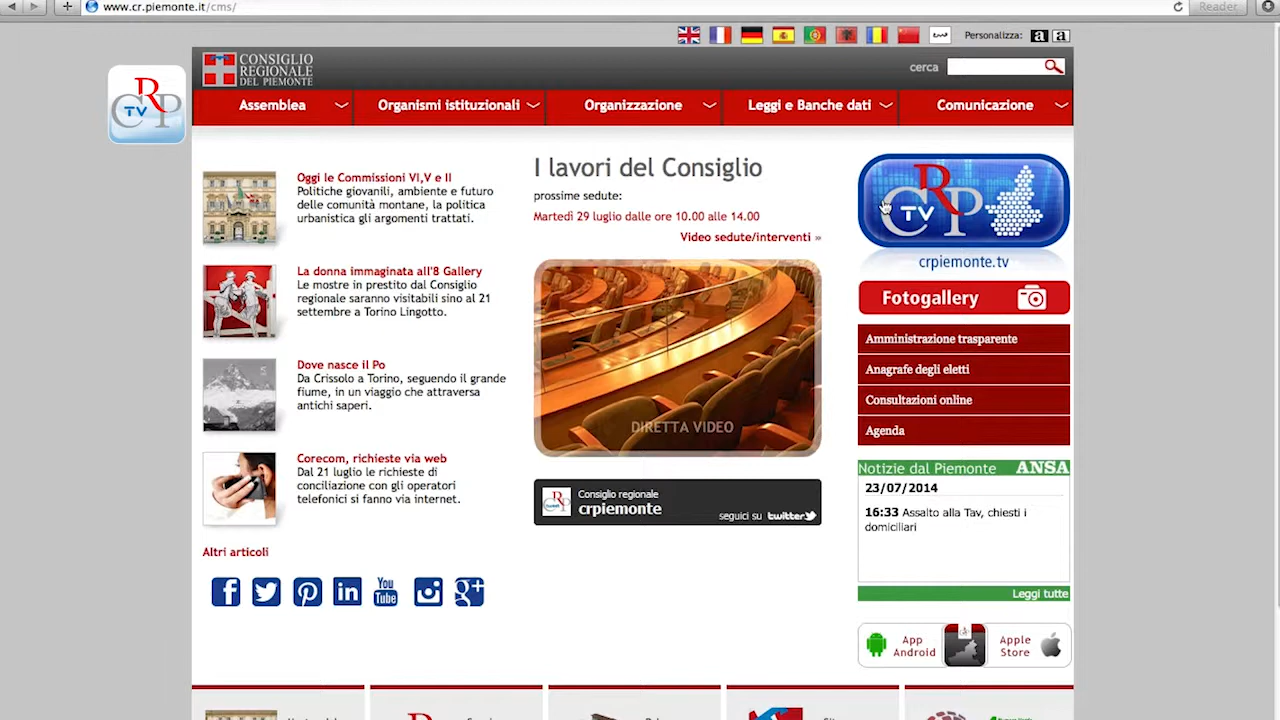 www.cr.piemonte.it/cms/
Reader
Personalizza: a a
CONSIGLIO
REGIONALE
DEL PIEMONTE
cerca
CRP TV
Assemblea
Organismi istituzionali
Organizzazione
Leggi e Banche dati
Comunicazione
Oggi le Commissioni VI,V e II
Politiche giovanili, ambiente e futuro
delle comunità montane, la politica
urbanistica gli argomenti trattati.
La donna immaginata all'8 Gallery
Le mostre in prestito dal Consiglio
regionale saranno visitabili sino al 21
settembre a Torino Lingotto.
Dove nasce il Po
Da Crissolo a Torino, seguendo il grande
fiume, in un viaggio che attraversa
antichi saperi.
Corecom, richieste via web
Dal 21 luglio le richieste di
conciliazione con gli operatori
telefonici si fanno via internet.
Altri articoli
f
in
You
Tube
g+
I lavori del Consiglio
prossime sedute:
Martedì 29 luglio dalle ore 10.00 alle 14.00
Video sedute/interventi »
DIRETTA VIDEO
Consiglio regionale
crpiemonte
seguici su twitter
CRP TV
crpiemonte.tv
Fotogallery
Amministrazione trasparente
Anagrafe degli eletti
Consultazioni online
Agenda
Notizie dal Piemonte ANSA
23/07/2014
16:33 Assalto alla Tav, chiesti i
domiciliari
Leggi tutte
App
Android
Apple
Store